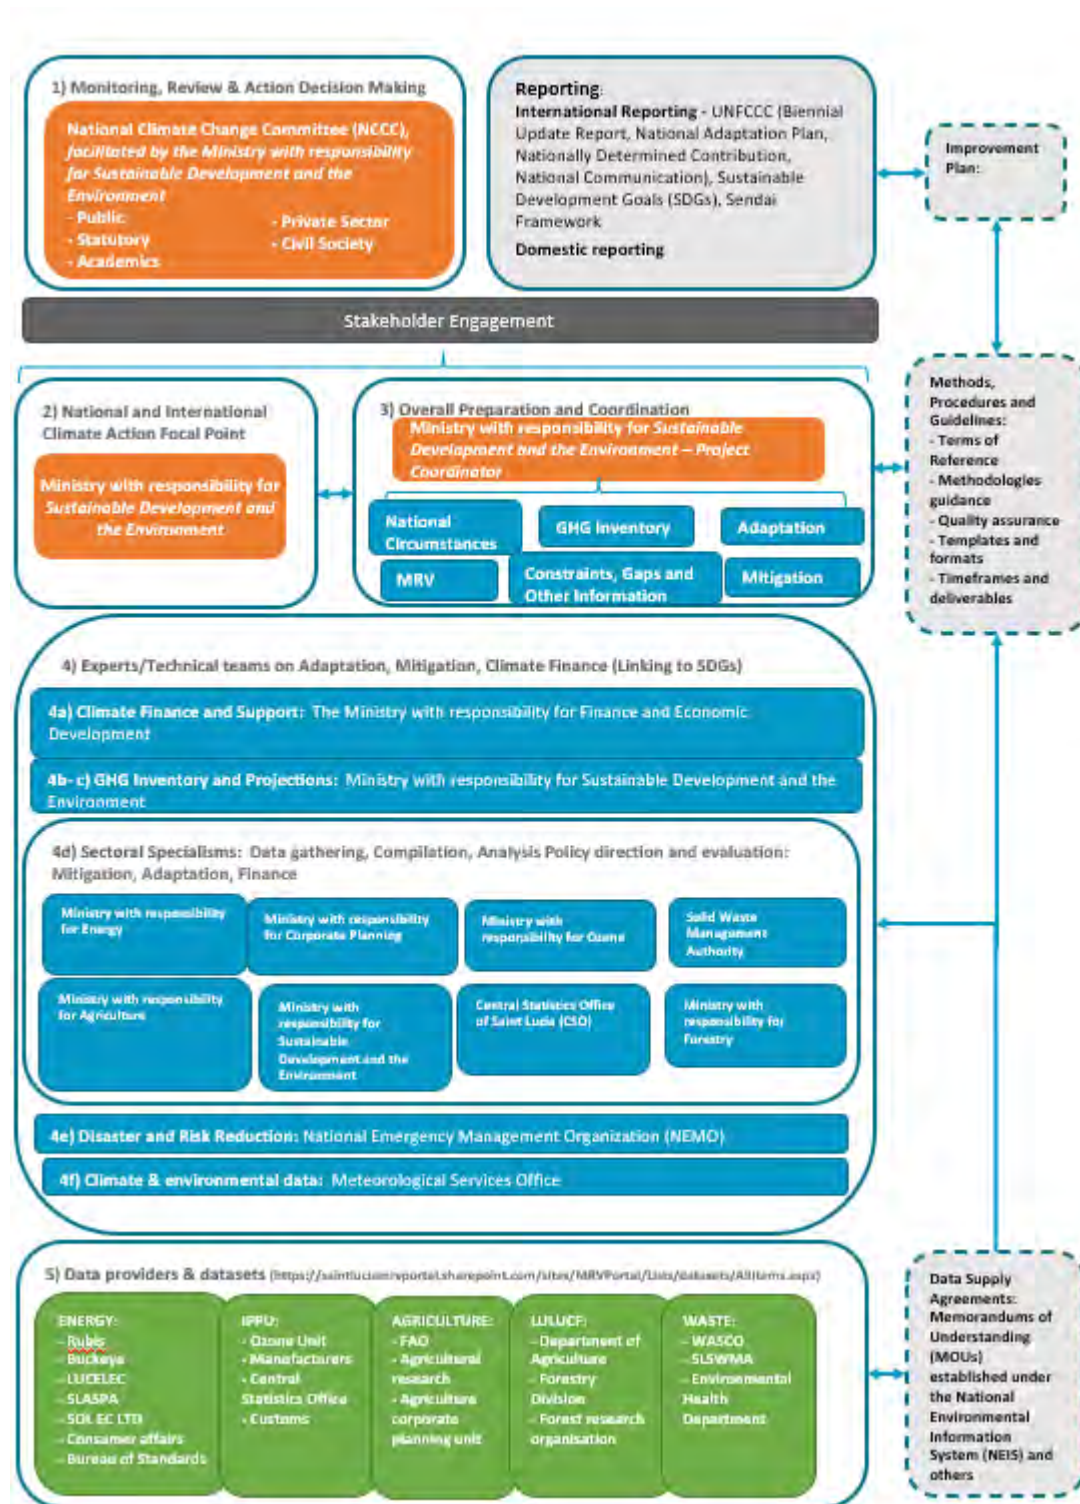 1) Monitoring, Review & Action Decision Making
National Climate Change Committee (NCCC),
facilitated by the Ministry with responsibility
for Sustainable Development and the
Environment
- Public
- Statutory
- Academics
- Private Sector
- Civil Society
Reporting:
International Reporting - UNFCCC (Biennial
Update Report, National Adaptation Plan,
Nationally Determined Contribution,
National Communication), Sustainable
Development Goals (SDGs), Sendai
Framework
Domestic reporting
Improvement
Plan:
Stakeholder Engagement
2) National and International
Climate Action Focal Point
Ministry with responsibility for
Sustainable Development and
the Environment
3) Overall Preparation and Coordination
Ministry with responsibility for Sustainable
Development and the Environment – Project
Coordinator
National
Circumstances
GHG Inventory
Adaptation
MRV
Constraints, Gaps and
Other Information
Mitigation
Methods,
Procedures and
Guidelines:
- Terms of
Reference
- Methodologies
guidance
- Quality assurance
- Templates and
formats
- Timeframes and
deliverables
4) Experts/Technical teams on Adaptation, Mitigation, Climate Finance (Linking to SDGs)
4a) Climate Finance and Support: The Ministry with responsibility for Finance and Economic
Development
4b- c) GHG Inventory and Projections: Ministry with responsibility for Sustainable Development and the
Environment
4d) Sectoral Specialisms: Data gathering, Compilation, Analysis Policy direction and evaluation:
Mitigation, Adaptation, Finance
Ministry with responsibility
for Energy
Ministry with responsibility
for Corporate Planning
Ministry with
responsibility for Ozone
Solid Waste
Management
Authority
Ministry with responsibility
for Agriculture
Ministry with
responsibility for
Sustainable
Development and the
Environment
Central Statistics Office
of Saint Lucia (CSO)
Ministry with
responsibility for
Forestry
4e) Disaster and Risk Reduction: National Emergency Management Organization (NEMO)
4f) Climate & environmental data: Meteorological Services Office
5) Data providers & datasets (https://saintluciamrvportal.sharepoint.com/sites/MRVPortal/Lists/datasets/AllItems.aspx)
ENERGY:
- Rubis
- Buckeye
- LUCELEC
- SLASPA
- SOL EC LTD
- Consumer affairs
- Bureau of Standards
IPPU:
- Ozone Unit
- Manufacturers
- Central
Statistics Office
- Customs
AGRICULTURE:
- FAO
- Agricultural
research
- Agriculture
corporate
planning unit
LULUCF:
- Department of
Agriculture
- Forestry
Division
- Forest research
organisation
WASTE:
- WASCO
- SLSWMA
- Environmental
Health
Department
Data Supply
Agreements:
Memorandums of
Understanding
(MOUs)
established under
the National
Environmental
Information
System (NEIS) and
others